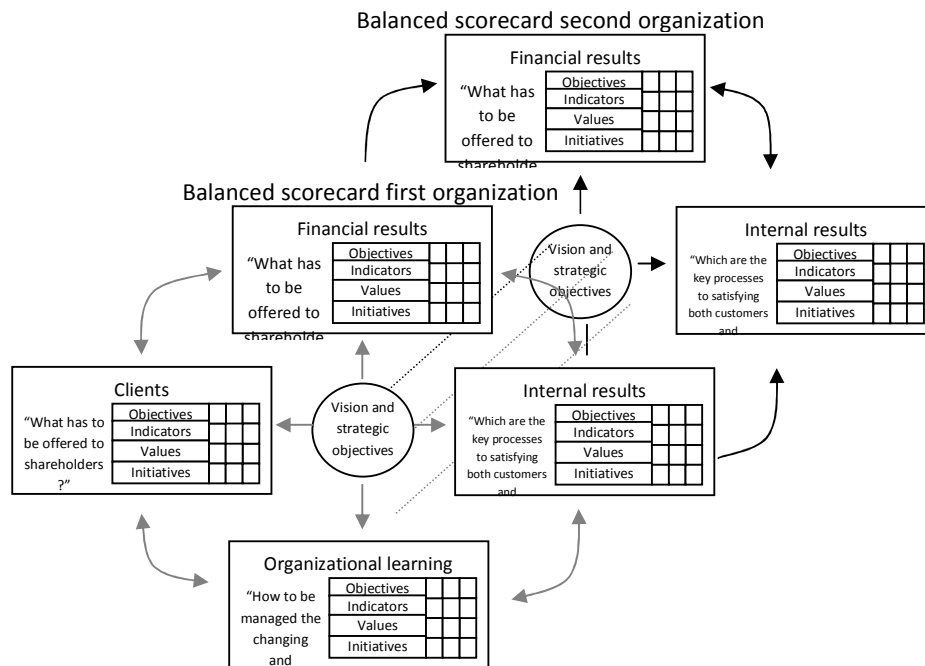 Balanced scorecard second organization
Financial results
“What has
to be
offered to
shareholde
Objectives
Indicators
Values
Initiatives
Balanced scorecard first organization
Financial results
“What has
to be
offered to
shareholde
Objectives
Indicators
Values
Initiatives
Vision and
strategic
objectives
Internal results
“Which are the
key processes
to satisfying
both customers
and
Objectives
Indicators
Values
Initiatives
Clients
“What has to
be offered to
shareholders
?”
Objectives
Indicators
Values
Initiatives
Vision and
strategic
objectives
Internal results
“Which are the
key processes
to satisfying
both customers
and
Objectives
Indicators
Values
Initiatives
Organizational learning
“How to be
managed the
changing
and
Objectives
Indicators
Values
Initiatives